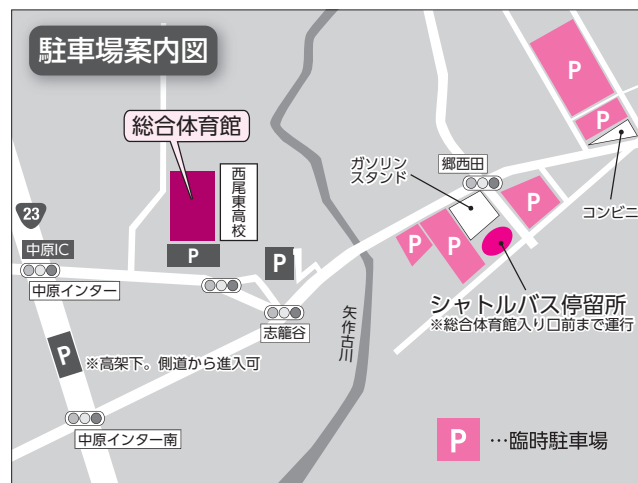 駐車場案内図
総合体育館
西尾東高校
P
P
23
中原IC
中原インター
志籠谷
P
※高架下。側道から進入可
中原インター南
矢作古川
ガソリン
スタンド
郷西田
P
P
コンビニ
P
P
P
シャトルバス停留所
※総合体育館入り口前まで運行
P …臨時駐車場